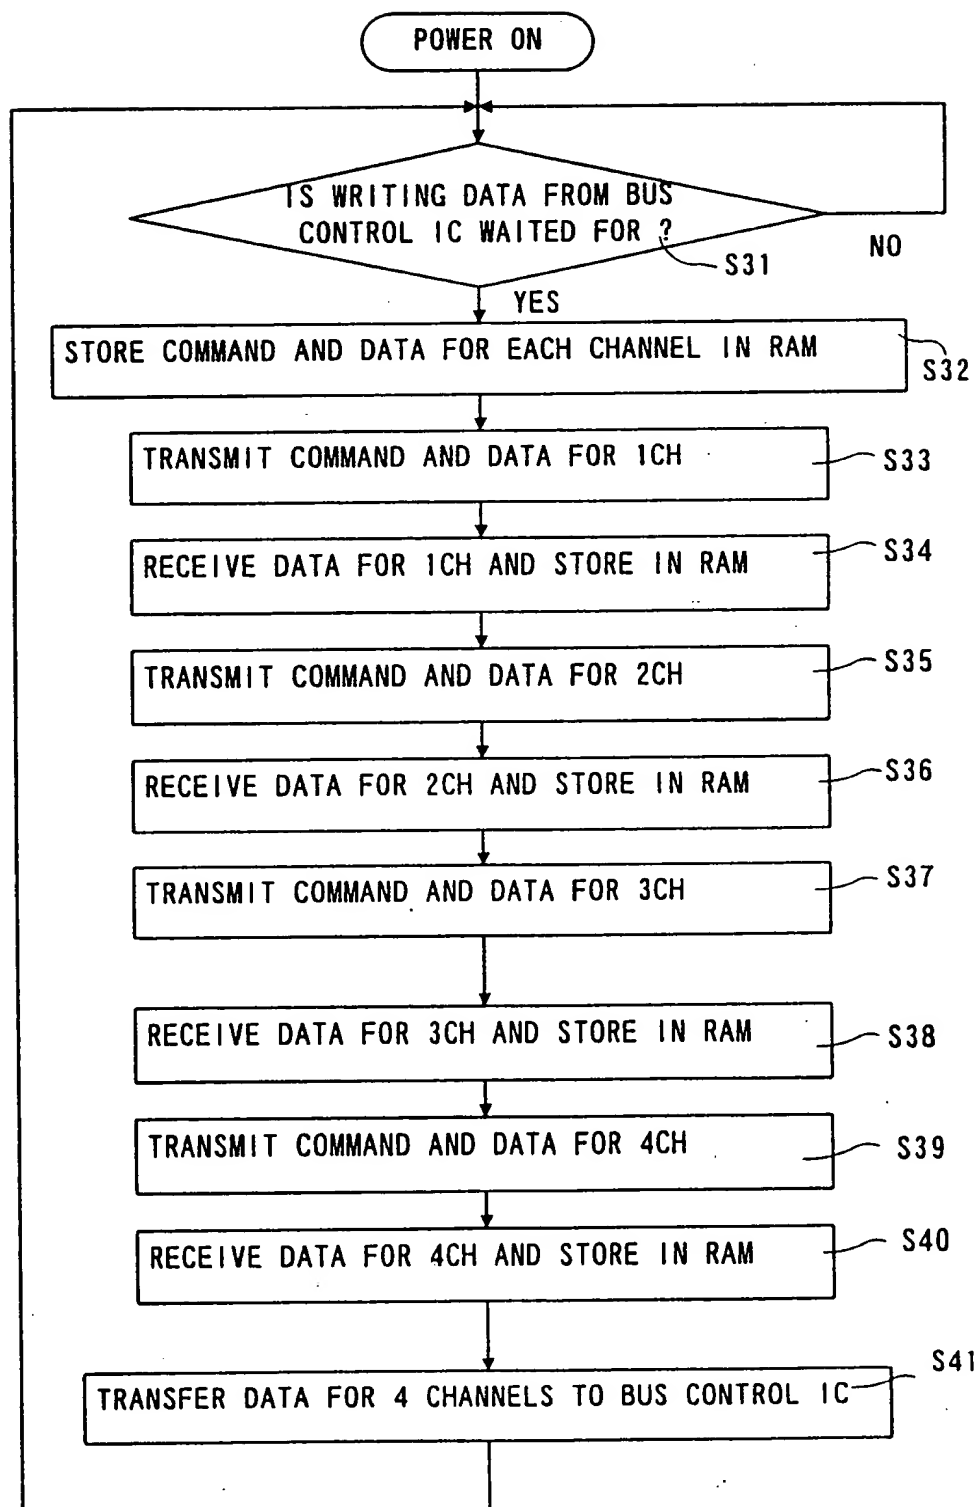 POWER ON
IS WRITING DATA FROM BUS
CONTROL IC WAITED FOR ?
S31
NO
YES
STORE COMMAND AND DATA FOR EACH CHANNEL IN RAM
S32
TRANSMIT COMMAND AND DATA FOR 1CH
S33
RECEIVE DATA FOR 1CH AND STORE IN RAM
S34
TRANSMIT COMMAND AND DATA FOR 2CH
S35
RECEIVE DATA FOR 2CH AND STORE IN RAM
S36
TRANSMIT COMMAND AND DATA FOR 3CH
S37
RECEIVE DATA FOR 3CH AND STORE IN RAM
S38
TRANSMIT COMMAND AND DATA FOR 4CH
S39
RECEIVE DATA FOR 4CH AND STORE IN RAM
S40
TRANSFER DATA FOR 4 CHANNELS TO BUS CONTROL IC
S41